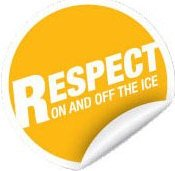 RESPECT
ON AND OFF THE ICE